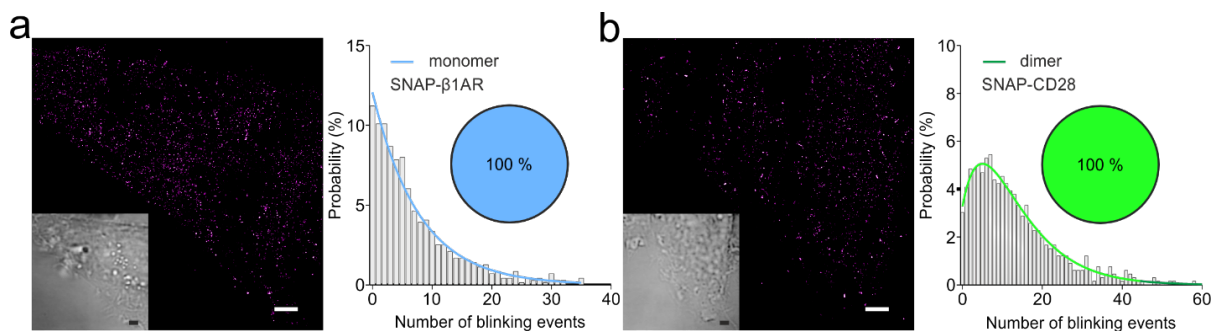 a
15
10
5
0
Probability (%)
monomer
SNAP-β1AR
100 %
0 10 20 30 40
Number of blinking events
b
10
8
6
4
2
0
Probability (%)
dimer
SNAP-CD28
100 %
0 20 40 60
Number of blinking events